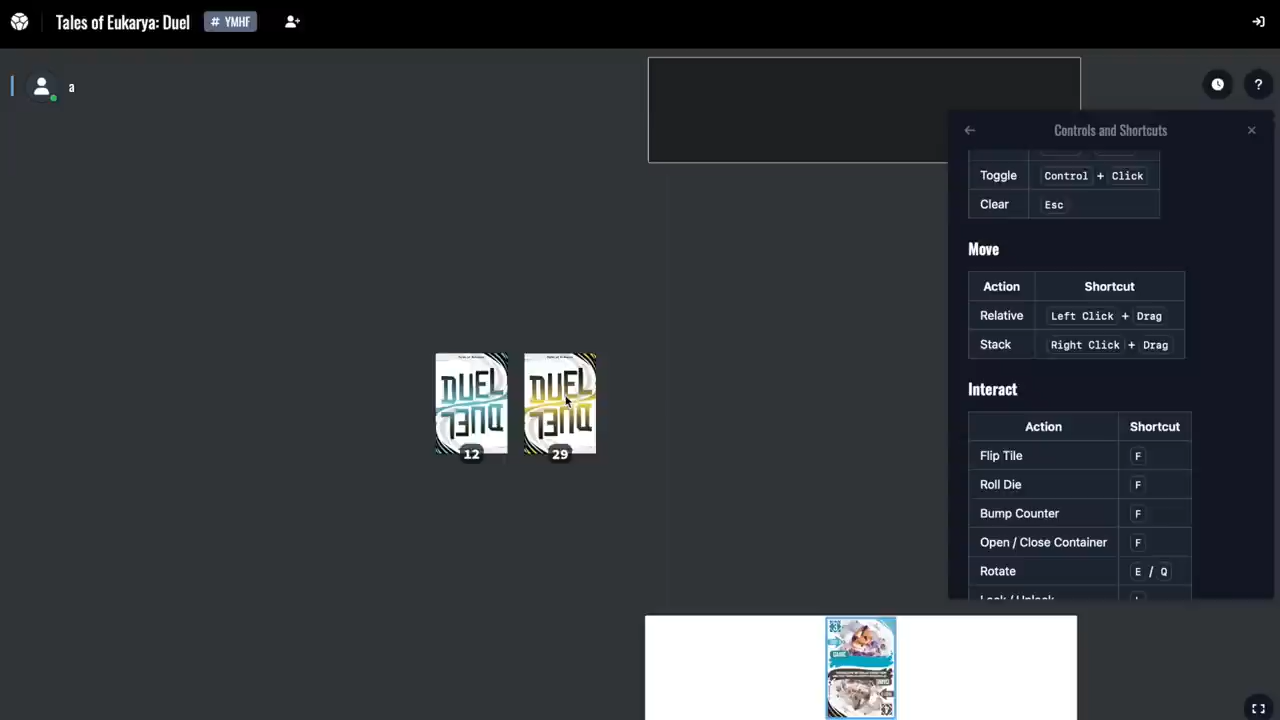 Tales of Eukarya: Duel # YMHF
a
?
Controls and Shortcuts
Toggle Control + Click
Clear Esc
Move
Action Shortcut
Relative Left Click + Drag
Stack Right Click + Drag
Interact
Action Shortcut
Flip Tile F
Roll Die F
Bump Counter F
Open / Close Container F
Rotate E / Q
Lock / Unlock L
DUEL
DUEL
12
DUEL
DUEL
29